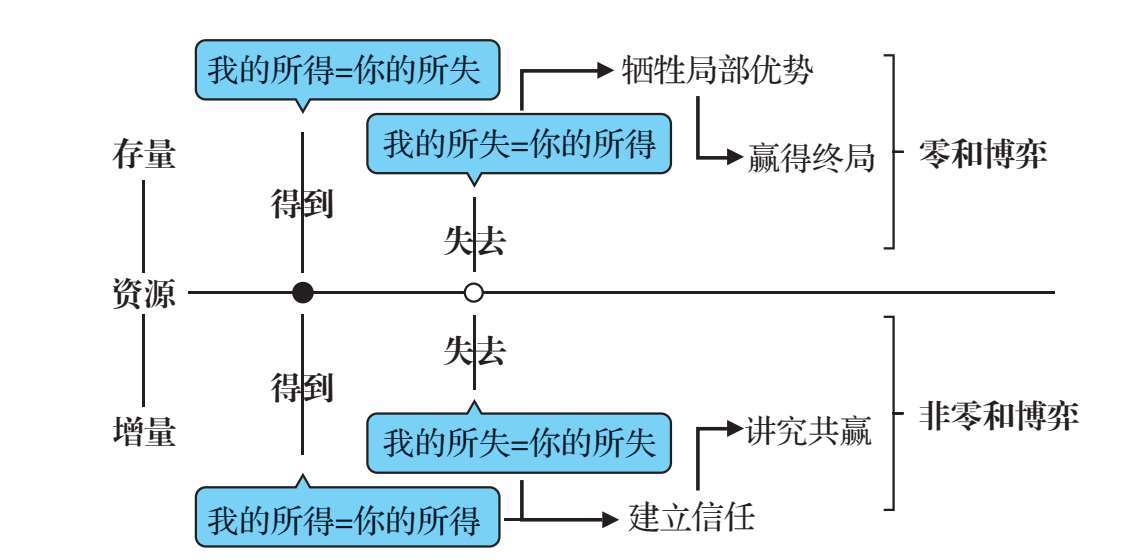 我的所得=你的所失
牺牲局部优势
我的所失=你的所得
赢得终局
存量
零和博弈
得到
失去
资源
失去
得到
增量
非零和博弈
我的所失=你的所失
讲究共赢
我的所得=你的所得
建立信任